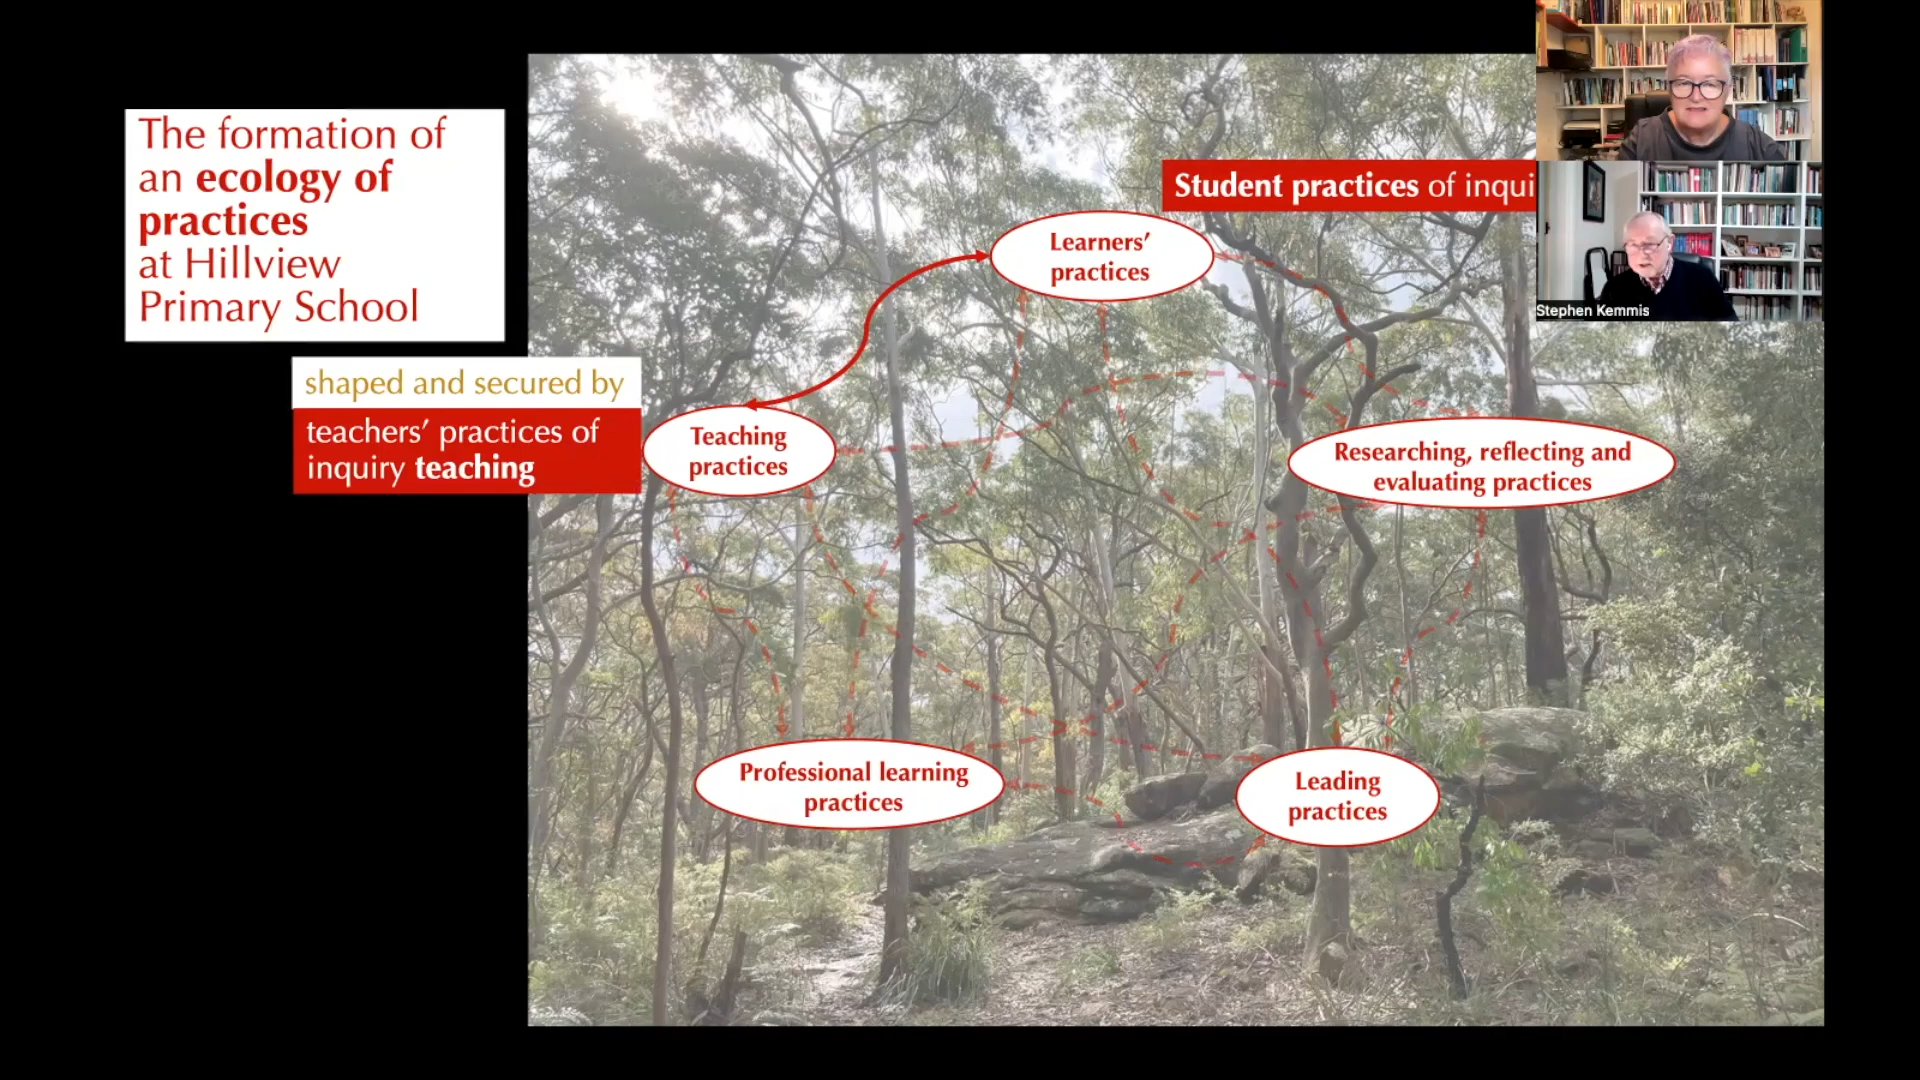 The formation of
an ecology of
practices
at Hillview
Primary School
shaped and secured by
teachers' practices of
inquiry teaching
Student practices of inqui
Learners'
practices
Teaching
practices
Researching, reflecting and
evaluating practices
Professional learning
practices
Leading
practices
Stephen Kemmis